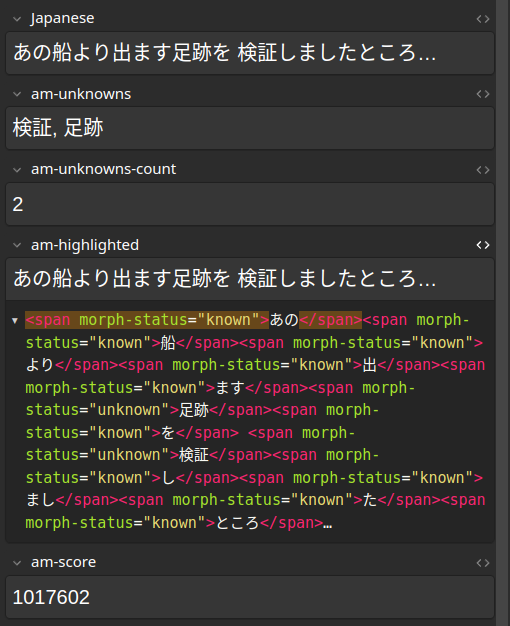 Japanese
あの船より出ます足跡を 検証しましたところ…
am-unknowns
検証, 足跡
am-unknowns-count
2
am-highlighted
あの船より出ます足跡を 検証しましたところ…
<span morph-status="known">あの</span><span morph-
status="known">船</span><span morph-status="known">
より</span><span morph-status="known">出</span><span
morph-status="known">ます</span><span morph-
status="unknown">足跡</span><span morph-
status="known">を</span> <span morph-
status="unknown">検証</span><span morph-
status="known">し</span><span morph-status="known">
まし</span><span morph-status="known">た</span><span
morph-status="known">ところ</span>…
am-score
1017602